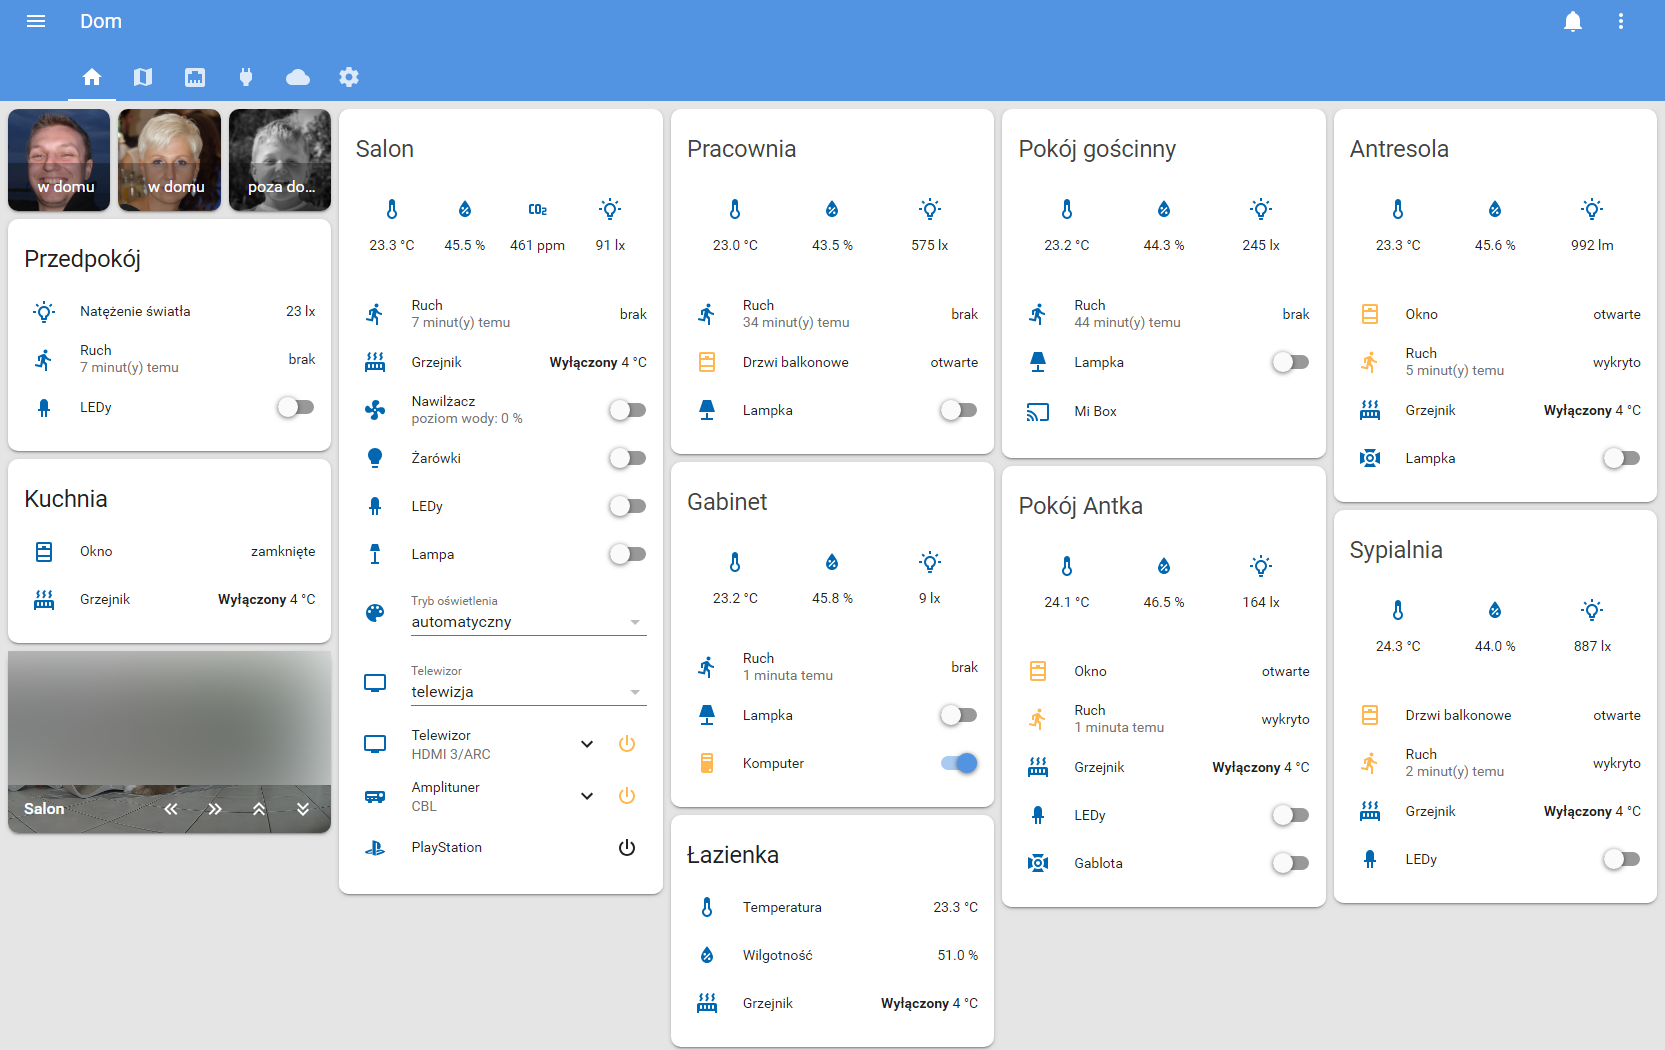 Dom
w domu
w domu
poza do...
Przedpokój
Natężenie światła 23 lx
Ruch
7 minut(y) temu
brak
LEDy
Kuchnia
Okno zamknięte
Grzejnik Wyłączony 4 °C
Salon
Salon
23.3 °C 45.5 % 461 ppm 91 lx
CO2
Ruch
7 minut(y) temu
brak
Grzejnik Wyłączony 4 °C
Nawilżacz
poziom wody: 0 %
Żarówki
LEDy
Lampa
Tryb oświetlenia
automatyczny
Telewizor
telewizja
Telewizor
HDMI 3/ARC
Amplituner
CBL
PlayStation
Pracownia
23.0 °C 43.5 % 575 lx
Ruch
34 minut(y) temu
brak
Drzwi balkonowe otwarte
Lampka
Gabinet
23.2 °C 45.8 % 9 lx
Ruch
1 minuta temu
brak
Lampka
Komputer
Łazienka
Temperatura 23.3 °C
Wilgotność 51.0 %
Grzejnik Wyłączony 4 °C
Pokój gościnny
23.2 °C 44.3 % 245 lx
Ruch
44 minut(y) temu
brak
Lampka
Mi Box
Pokój Antka
24.1 °C 46.5 % 164 lx
Okno otwarte
Ruch
1 minuta temu
wykryto
Grzejnik Wyłączony 4 °C
LEDy
Gablota
Antresola
23.3 °C 45.6 % 992 lm
Okno otwarte
Ruch
5 minut(y) temu
wykryto
Grzejnik Wyłączony 4 °C
Lampka
Sypialnia
24.3 °C 44.0 % 887 lx
Drzwi balkonowe otwarte
Ruch
2 minut(y) temu
wykryto
Grzejnik Wyłączony 4 °C
LEDy